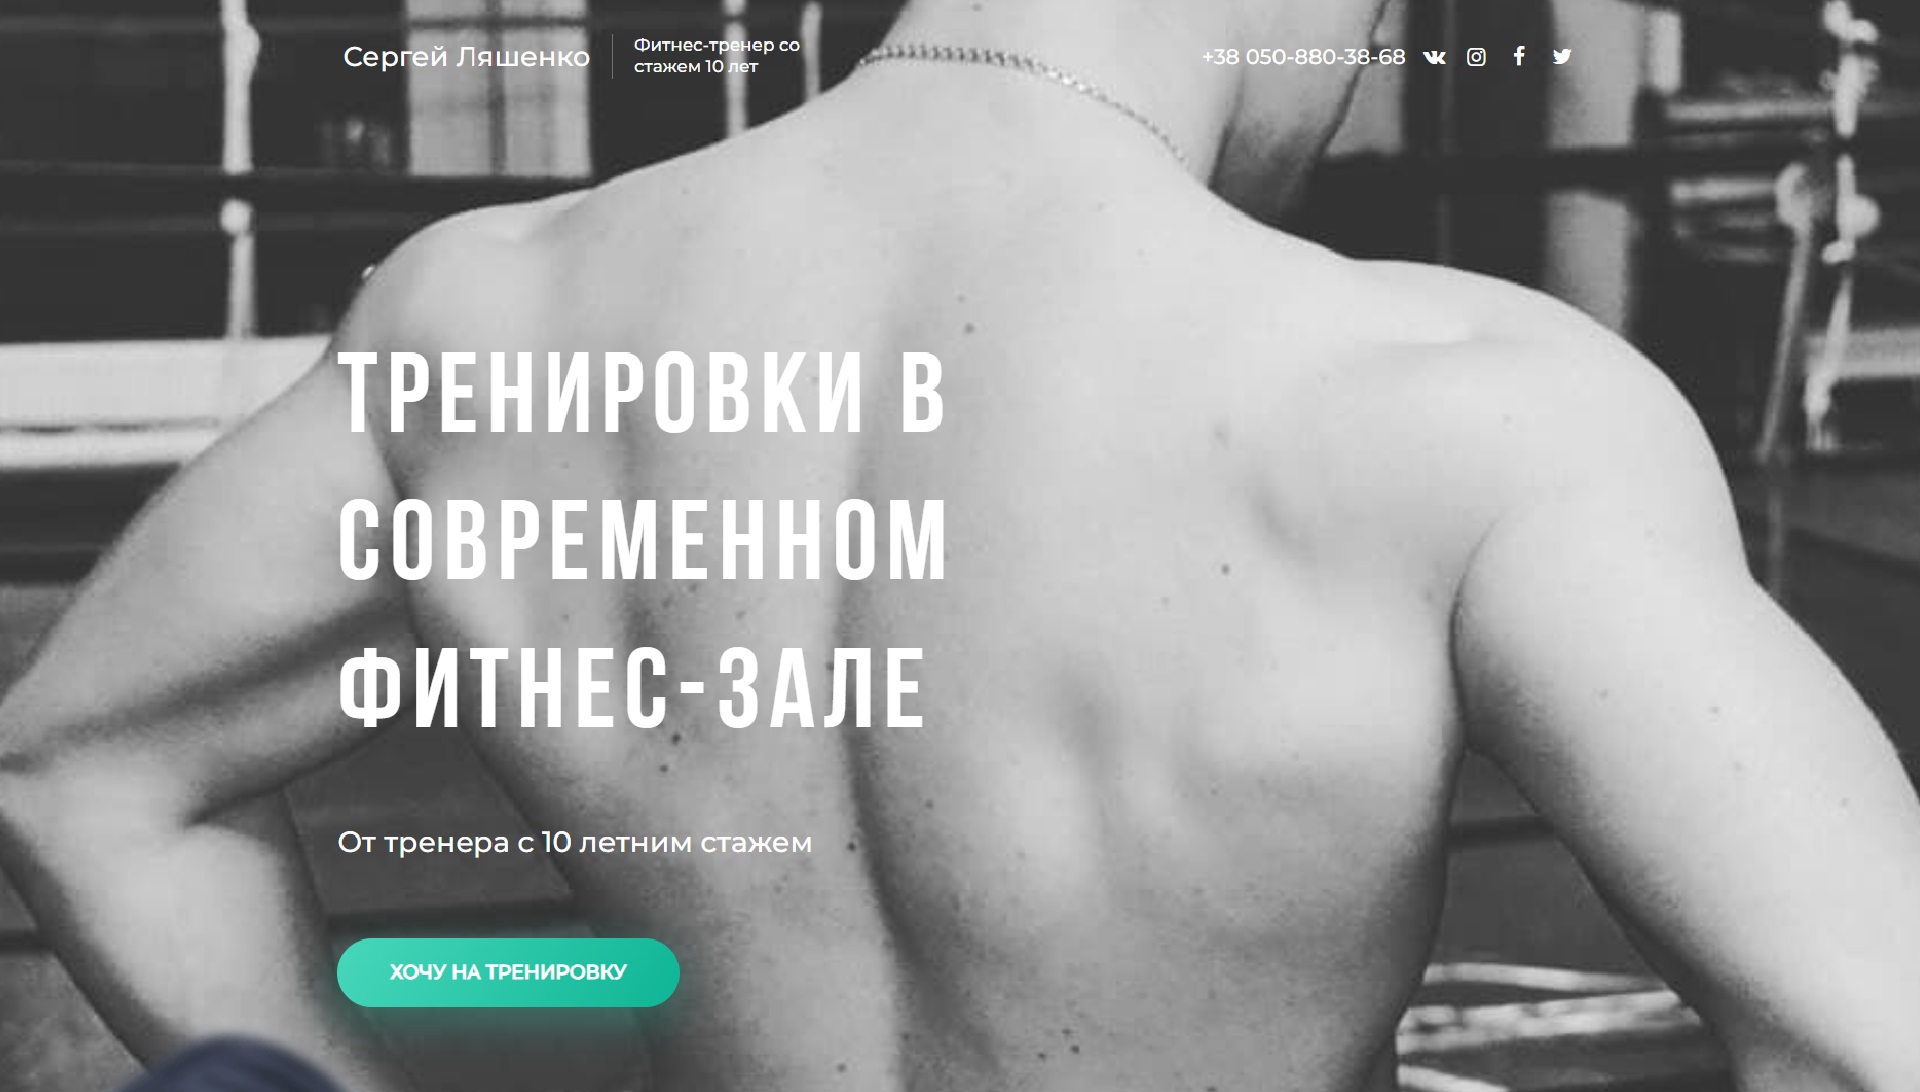 Сергей Ляшенко
Фитнес-тренер со
стажем 10 лет
+38 050-880-38-68
ТРЕНИРОВКИ В
СОВРЕМЕННОМ
ФИТНЕС-ЗАЛЕ
От тренера с 10 летним стажем
ХОЧУ НА ТРЕНИРОВКУ